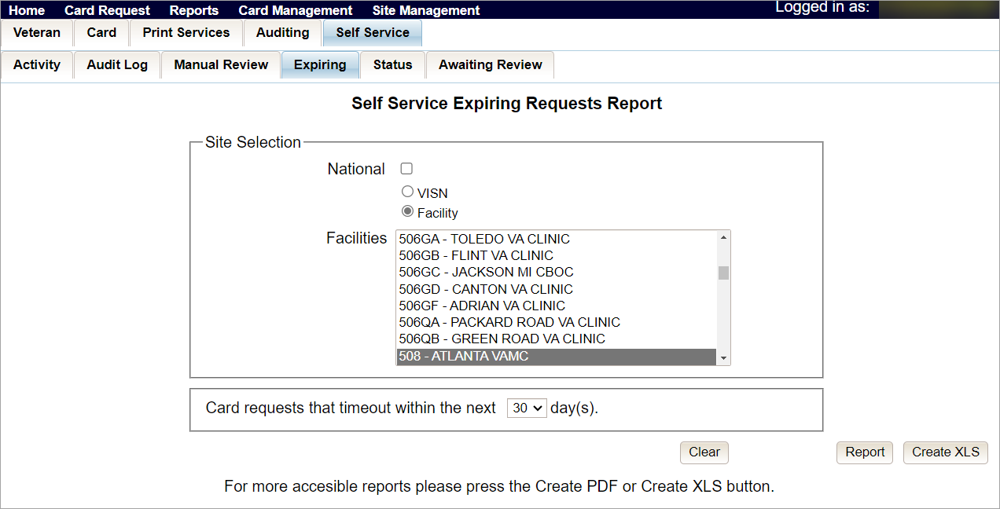 Home Card Request Reports Card Management Site Management Logged in as:
Veteran Card Print Services Auditing Self Service
Activity Audit Log Manual Review Expiring Status Awaiting Review
Self Service Expiring Requests Report
Site Selection
National
VISN
Facility
Facilities
506GA - TOLEDO VA CLINIC
506GB - FLINT VA CLINIC
506GC - JACKSON MI CBOC
506GD - CANTON VA CLINIC
506GF - ADRIAN VA CLINIC
506QA - PACKARD ROAD VA CLINIC
506QB - GREEN ROAD VA CLINIC
508 - ATLANTA VAMC
Card requests that timeout within the next 30 day(s).
Clear Report Create XLS
For more accesible reports please press the Create PDF or Create XLS button.